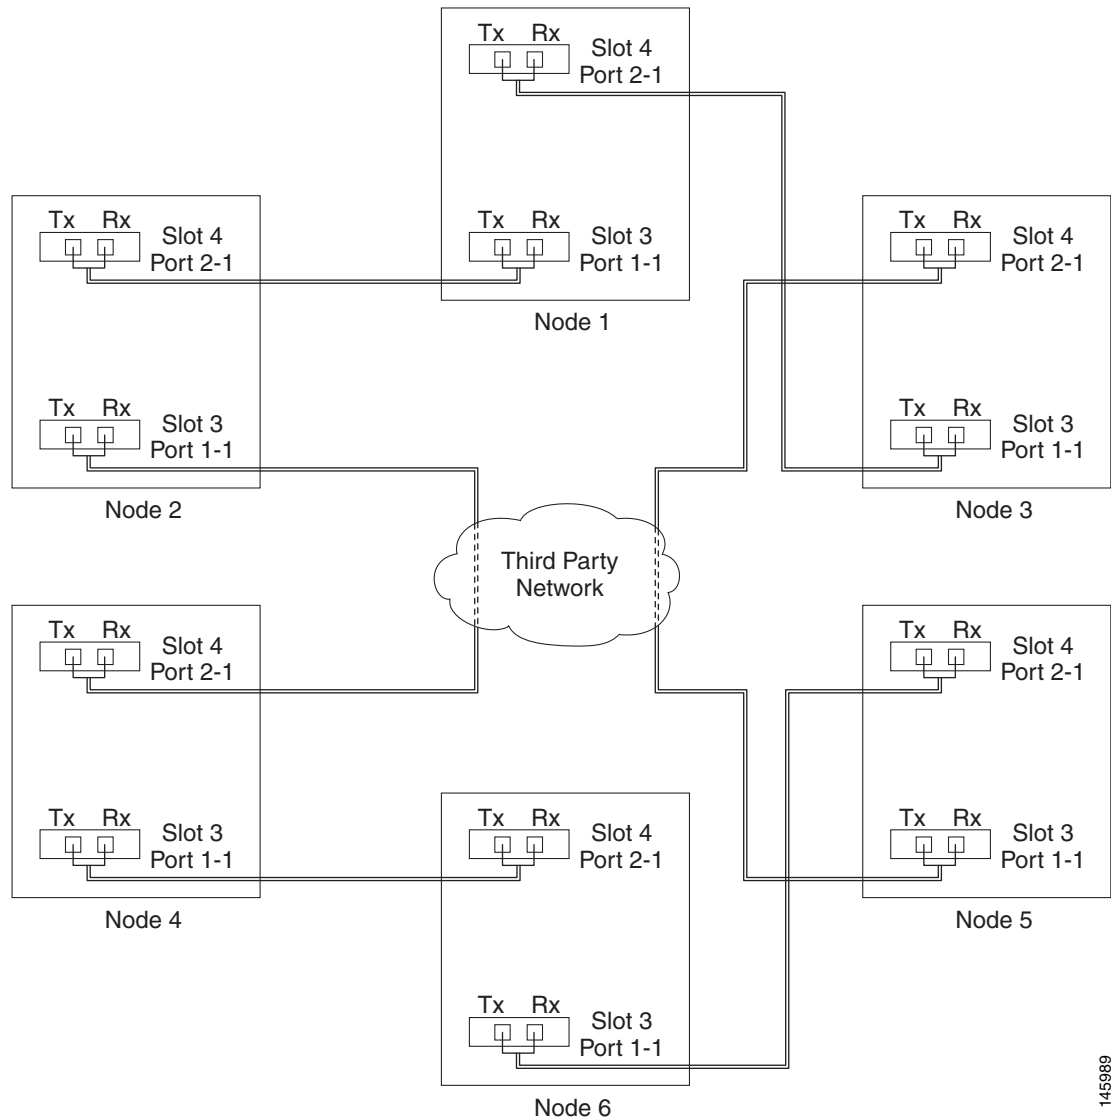 Tx Rx
Slot 4
Port 2-1
Tx Rx
Slot 3
Port 1-1
Node 1
Tx Rx
Slot 4
Port 2-1
Tx Rx
Slot 3
Port 1-1
Node 2
Tx Rx
Slot 4
Port 2-1
Tx Rx
Slot 3
Port 1-1
Node 3
Third Party
Network
Tx Rx
Slot 4
Port 2-1
Tx Rx
Slot 3
Port 1-1
Node 4
Tx Rx
Slot 4
Port 2-1
Tx Rx
Slot 3
Port 1-1
Node 5
Tx Rx
Slot 4
Port 2-1
Tx Rx
Slot 3
Port 1-1
Node 6
145989